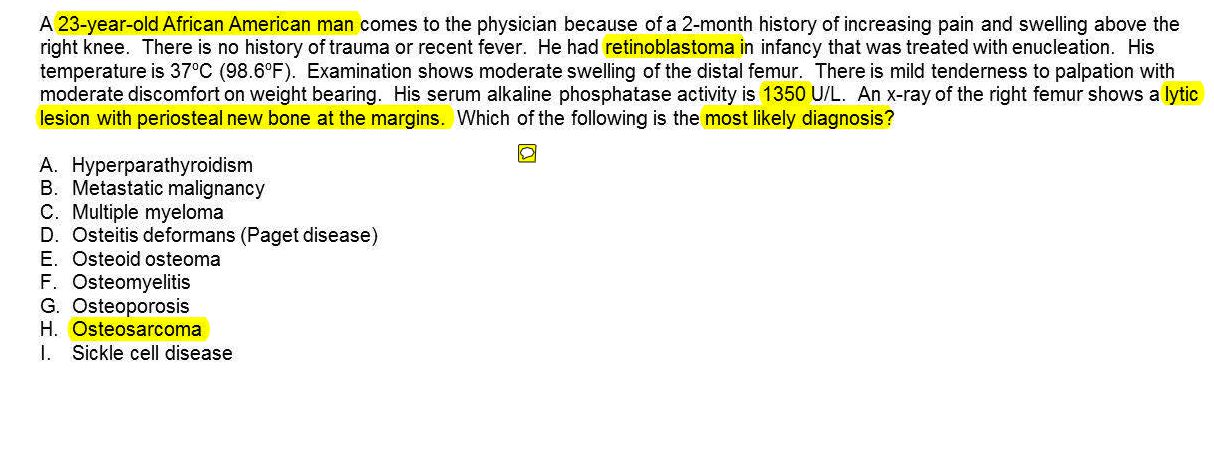 A 23-year-old African American man comes to the physician because of a 2-month history of increasing pain and swelling above the
right knee.  There is no history of trauma or recent fever.  He had retinoblastoma in infancy that was treated with enucleation.  His
temperature is 37ºC (98.6ºF).  Examination shows moderate swelling of the distal femur.  There is mild tenderness to palpation with
moderate discomfort on weight bearing.  His serum alkaline phosphatase activity is 1350 U/L.  An x-ray of the right femur shows a lytic
lesion with periosteal new bone at the margins.  Which of the following is the most likely diagnosis?
A. Hyperparathyroidism
B. Metastatic malignancy
C. Multiple myeloma
D. Osteitis deformans (Paget disease)
E. Osteoid osteoma
F. Osteomyelitis
G. Osteoporosis
H. Osteosarcoma
I. Sickle cell disease